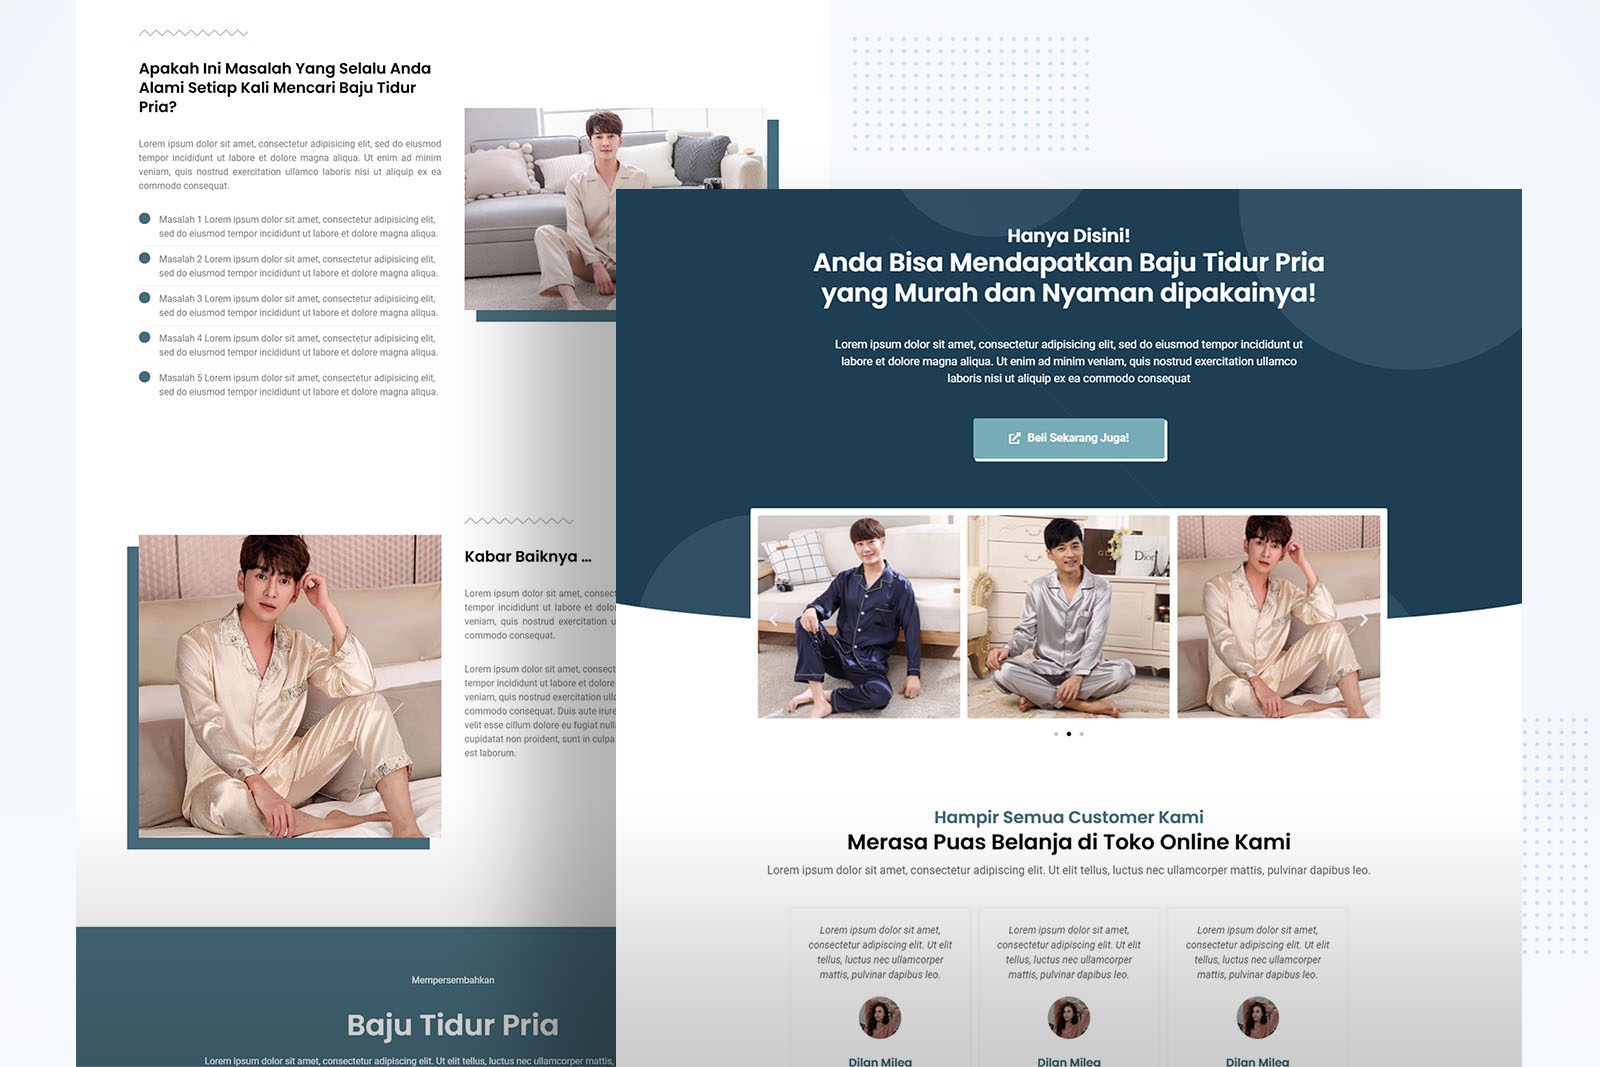 Apakah Ini Masalah Yang Selalu Anda
Alami Setiap Kali Mencari Baju Tidur
Pria?
Lorem ipsum dolor sit amet, consectetur adipisicing elit, sed do eiusmod
tempor incididunt ut labore et dolore magna aliqua. Ut enim ad minim
veniam, quis nostrud exercitation ullamco laboris nisi ut aliquip ex ea
commodo consequat.
Masalah 1 Lorem ipsum dolor sit amet, consectetur adipisicing elit,
sed do eiusmod tempor incididunt ut labore et dolore magna aliqua.
Masalah 2 Lorem ipsum dolor sit amet, consectetur adipisicing elit,
sed do eiusmod tempor incididunt ut labore et dolore magna aliqua.
Masalah 3 Lorem ipsum dolor sit amet, consectetur adipisicing elit,
sed do eiusmod tempor incididunt ut labore et dolore magna aliqua.
Masalah 4 Lorem ipsum dolor sit amet, consectetur adipisicing elit,
sed do eiusmod tempor incididunt ut labore et dolore magna aliqua.
Masalah 5 Lorem ipsum dolor sit amet, consectetur adipisicing elit,
sed do eiusmod tempor incididunt ut labore et dolore magna aliqua.
Kabar Baiknya ...
Lorem ipsum dolor sit amet, consec
tempor incididunt ut labore et dolor
veniam, quis nostrud exercitation u
commodo consequat.
Lorem ipsum dolor sit amet, consect
tempor incididunt ut labore et dolore
veniam, quis nostrud exercitation ulla
commodo consequat. Duis aute irure
velit esse cillum dolore eu fugiat nulla
cupidatat non proident, sunt in culpa
est laborum.
Mempersembahkan
Baju Tidur Pria
Lorem ipsum dolor sit amet, consectetur adipiscing elit. Ut elit tellus, luctus nec ullamcorper mattis,
Hanya Disini!
Anda Bisa Mendapatkan Baju Tidur Pria
yang Murah dan Nyaman dipakainya!
Lorem ipsum dolor sit amet, consectetur adipisicing elit, sed do eiusmod tempor incididunt ut
labore et dolore magna aliqua. Ut enim ad minim veniam, quis nostrud exercitation ullamco
laboris nisi ut aliquip ex ea commodo consequat
Beli Sekarang Juga!
Dior
Hampir Semua Customer Kami
Merasa Puas Belanja di Toko Online Kami
Lorem ipsum dolor sit amet, consectetur adipiscing elit. Ut elit tellus, luctus nec ullamcorper mattis, pulvinar dapibus leo.
Lorem ipsum dolor sit amet,
consectetur adipiscing elit. Ut elit
tellus, luctus nec ullamcorper
mattis, pulvinar dapibus leo.
Dilan Milea
Lorem ipsum dolor sit amet,
consectetur adipiscing elit. Ut elit
tellus, luctus nec ullamcorper
mattis, pulvinar dapibus leo.
Dilan Milea
Lorem ipsum dolor sit amet,
consectetur adipiscing elit. Ut elit
tellus, luctus nec ullamcorper
mattis, pulvinar dapibus leo.
Dilan Milea